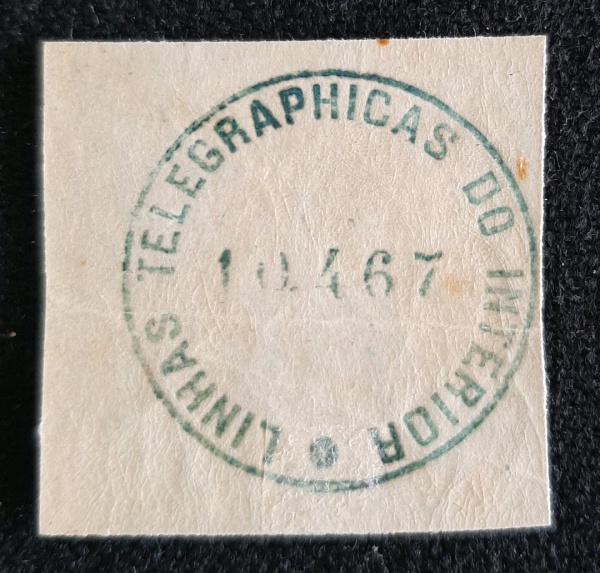 LINHAS TELEGRAPHICAS DO INTERIOR
10467